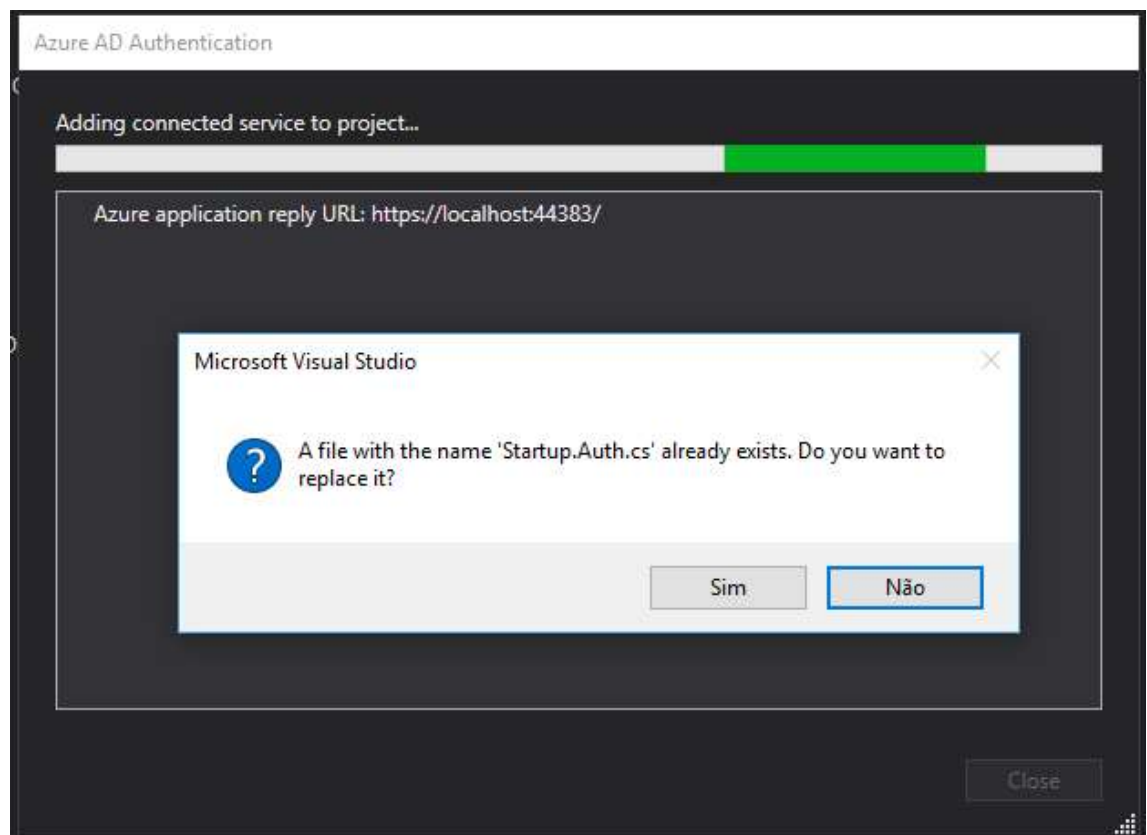 Azure AD Authentication
Adding connected service to project...
Azure application reply URL: https://localhost:44383/
Microsoft Visual Studio
A file with the name 'Startup.Auth.cs' already exists. Do you want to
replace it?
Sim Não
Close